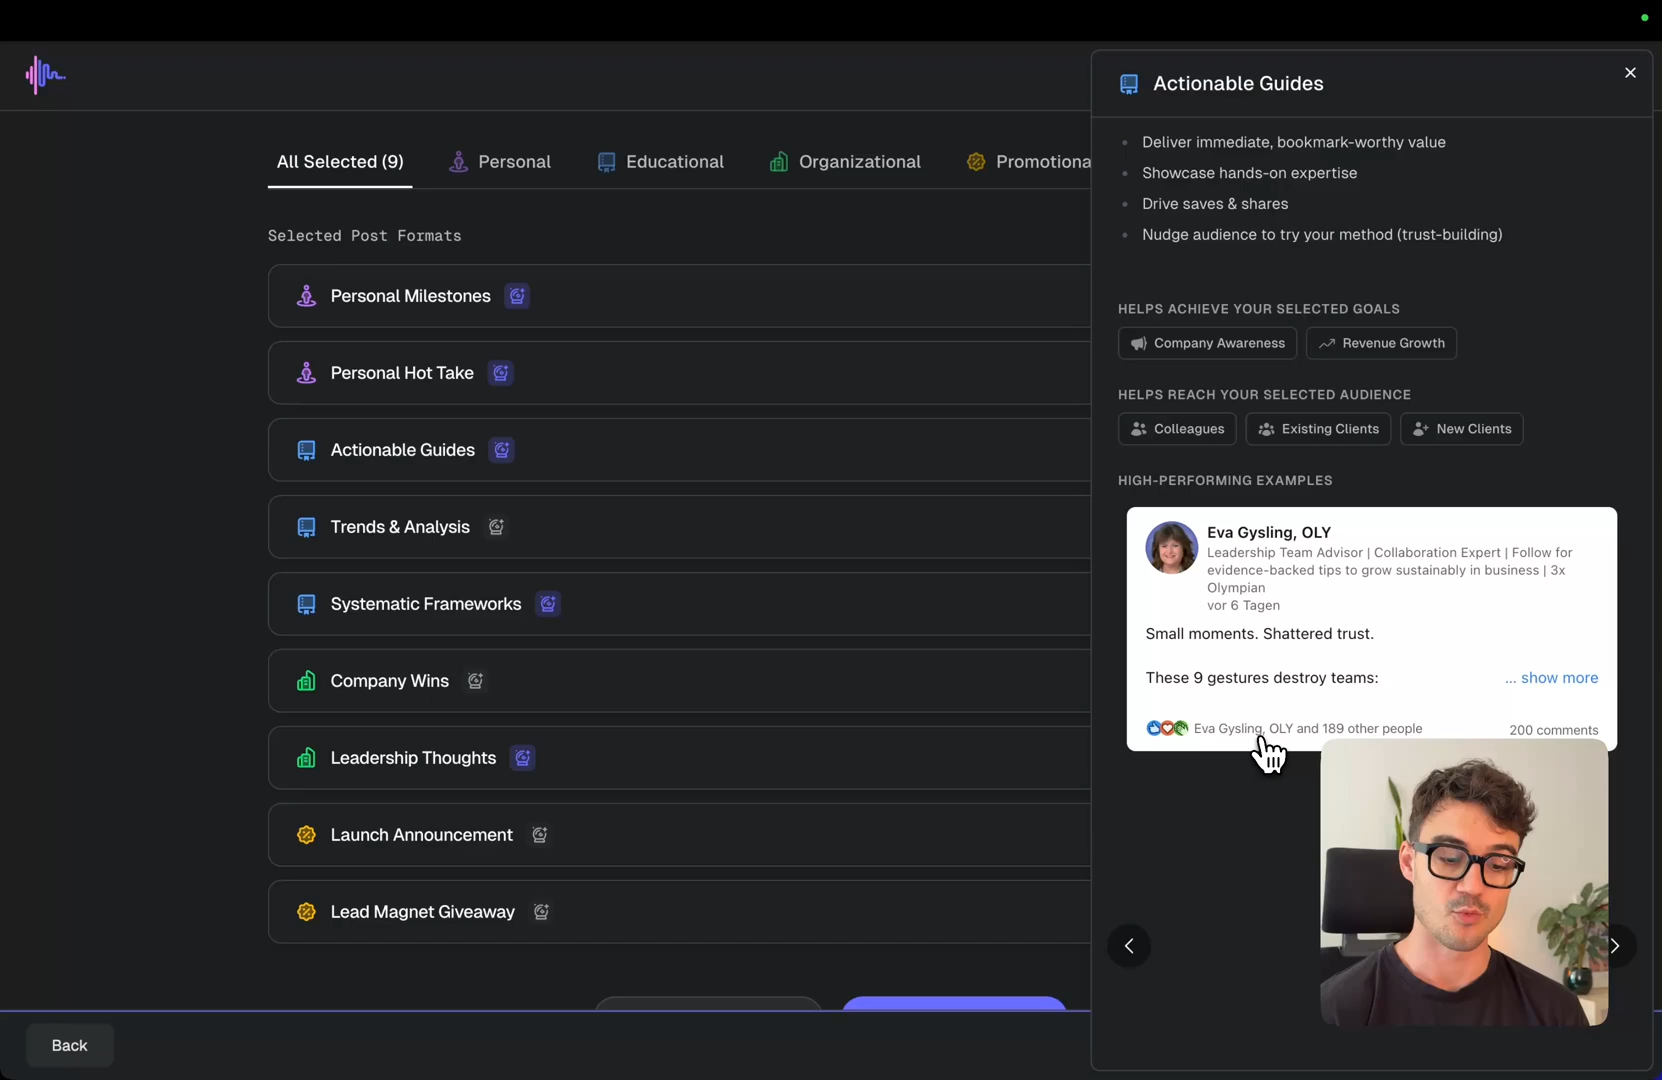 All Selected (9)
Personal
Educational
Organizational
Promotiona
Selected Post Formats
Personal Milestones
Personal Hot Take
Actionable Guides
Trends & Analysis
Systematic Frameworks
Company Wins
Leadership Thoughts
Launch Announcement
Lead Magnet Giveaway
Back
Actionable Guides
Deliver immediate, bookmark-worthy value
Showcase hands-on expertise
Drive saves & shares
Nudge audience to try your method (trust-building)
HELPS ACHIEVE YOUR SELECTED GOALS
Company Awareness
Revenue Growth
HELPS REACH YOUR SELECTED AUDIENCE
Colleagues
Existing Clients
New Clients
HIGH-PERFORMING EXAMPLES
Eva Gysling, OLY
Leadership Team Advisor | Collaboration Expert | Follow for
evidence-backed tips to grow sustainably in business | 3x
Olympian
vor 6 Tagen
Small moments. Shattered trust.
These 9 gestures destroy teams:
... show more
Eva Gysling, OLY and 189 other people
200 comments